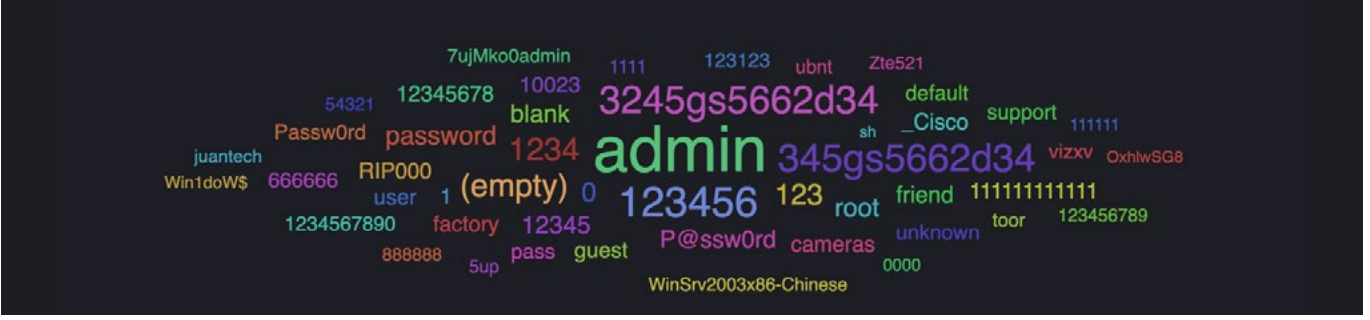 7ujMko0admin 1111 123123 ubnt Zte521
54321 12345678 10023 3245gs5662d34 default
blank _Cisco support 111111
Passw0rd password 1234 admin sh
juantech 345gs5662d34 vizxv OxhlwSG8
Win1doW$ 666666 RIP000 (empty) 0 123 friend 111111111111
user 1 123456 root
1234567890 factory 12345 P@ssw0rd cameras unknown toor 123456789
888888 5up pass guest 0000
WinSrv2003x86-Chinese